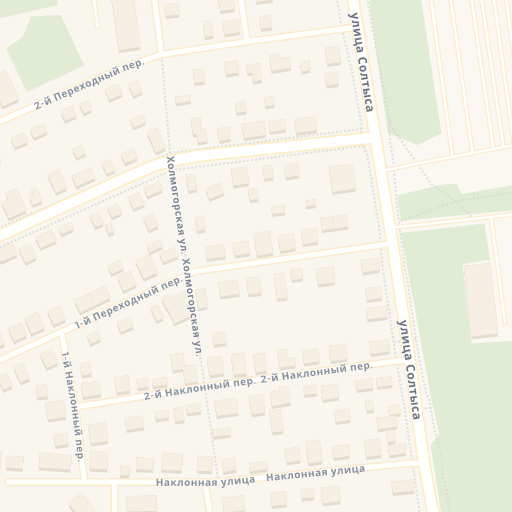 улица Солтыса
2-й Переходный пер.
Холмогорская ул. Холмогорская ул.
1-й Переходный пер.
улица Солтыса
1-й Наклонный пер.
2-й Наклонный пер. 2-й Наклонный пер.
Наклонная улица Наклонная улица